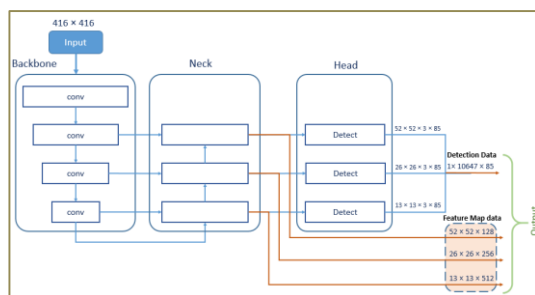 416 × 416
Input
Backbone
Neck
Head
conv
conv
conv
conv
Detect
Detect
Detect
52 × 52 × 3 × 85
26 × 26 × 3 × 85
13 × 13 × 3 × 85
Detection Data
1× 10647 × 85
Feature Map data
52 × 52 × 128
26 × 26 × 256
13 × 13 × 512
Output